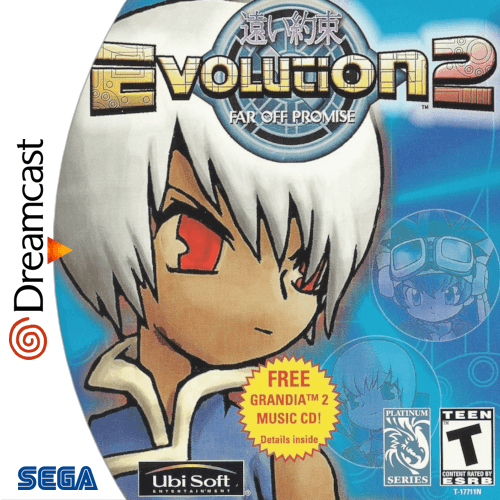 遠い約束
EVOLUTION 2
™
FAR OFF PROMISE
Dreamcast
FREE
GRANDIA™ 2
MUSIC CD!
Details inside
PLATINUM
SERIES
TEEN
T
CONTENT RATED BY
ESRB
SEGA
Ubi Soft
ENTERTAINMENT
T-17711N